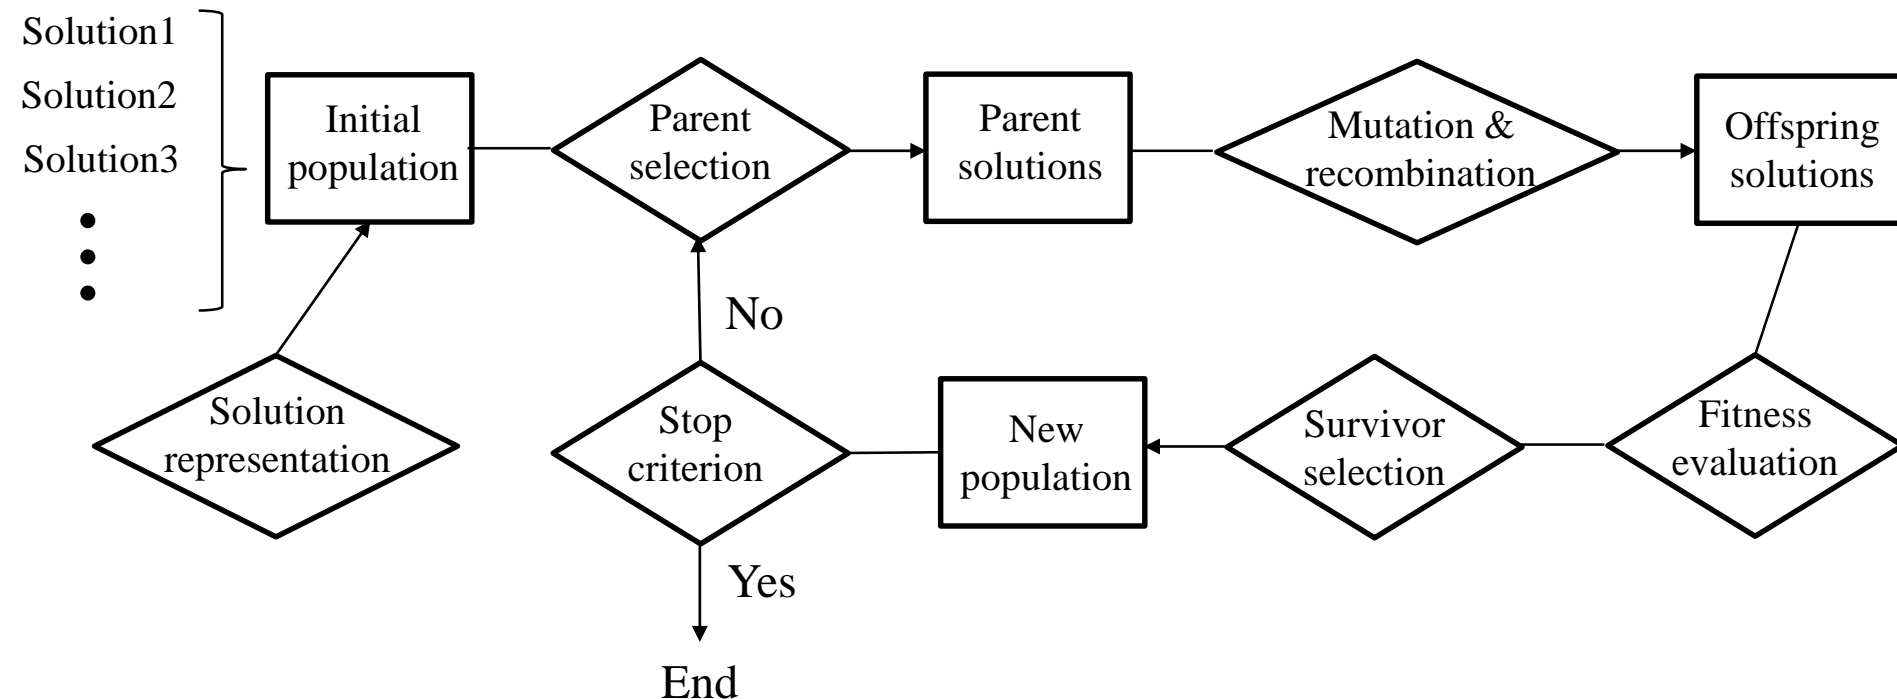 Solution1
Solution2
Solution3
Initial
population
Parent
selection
Parent
solutions
Mutation &
recombination
Offspring
solutions
No
Solution
representation
Stop
criterion
New
population
Survivor
selection
Fitness
evaluation
Yes
End